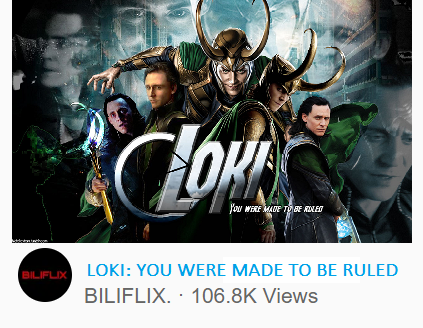 LOKI
YOU WERE MADE TO BE RULED
BILIFLIX
LOKI: YOU WERE MADE TO BE RULED
BILIFLIX. · 106.8K Views